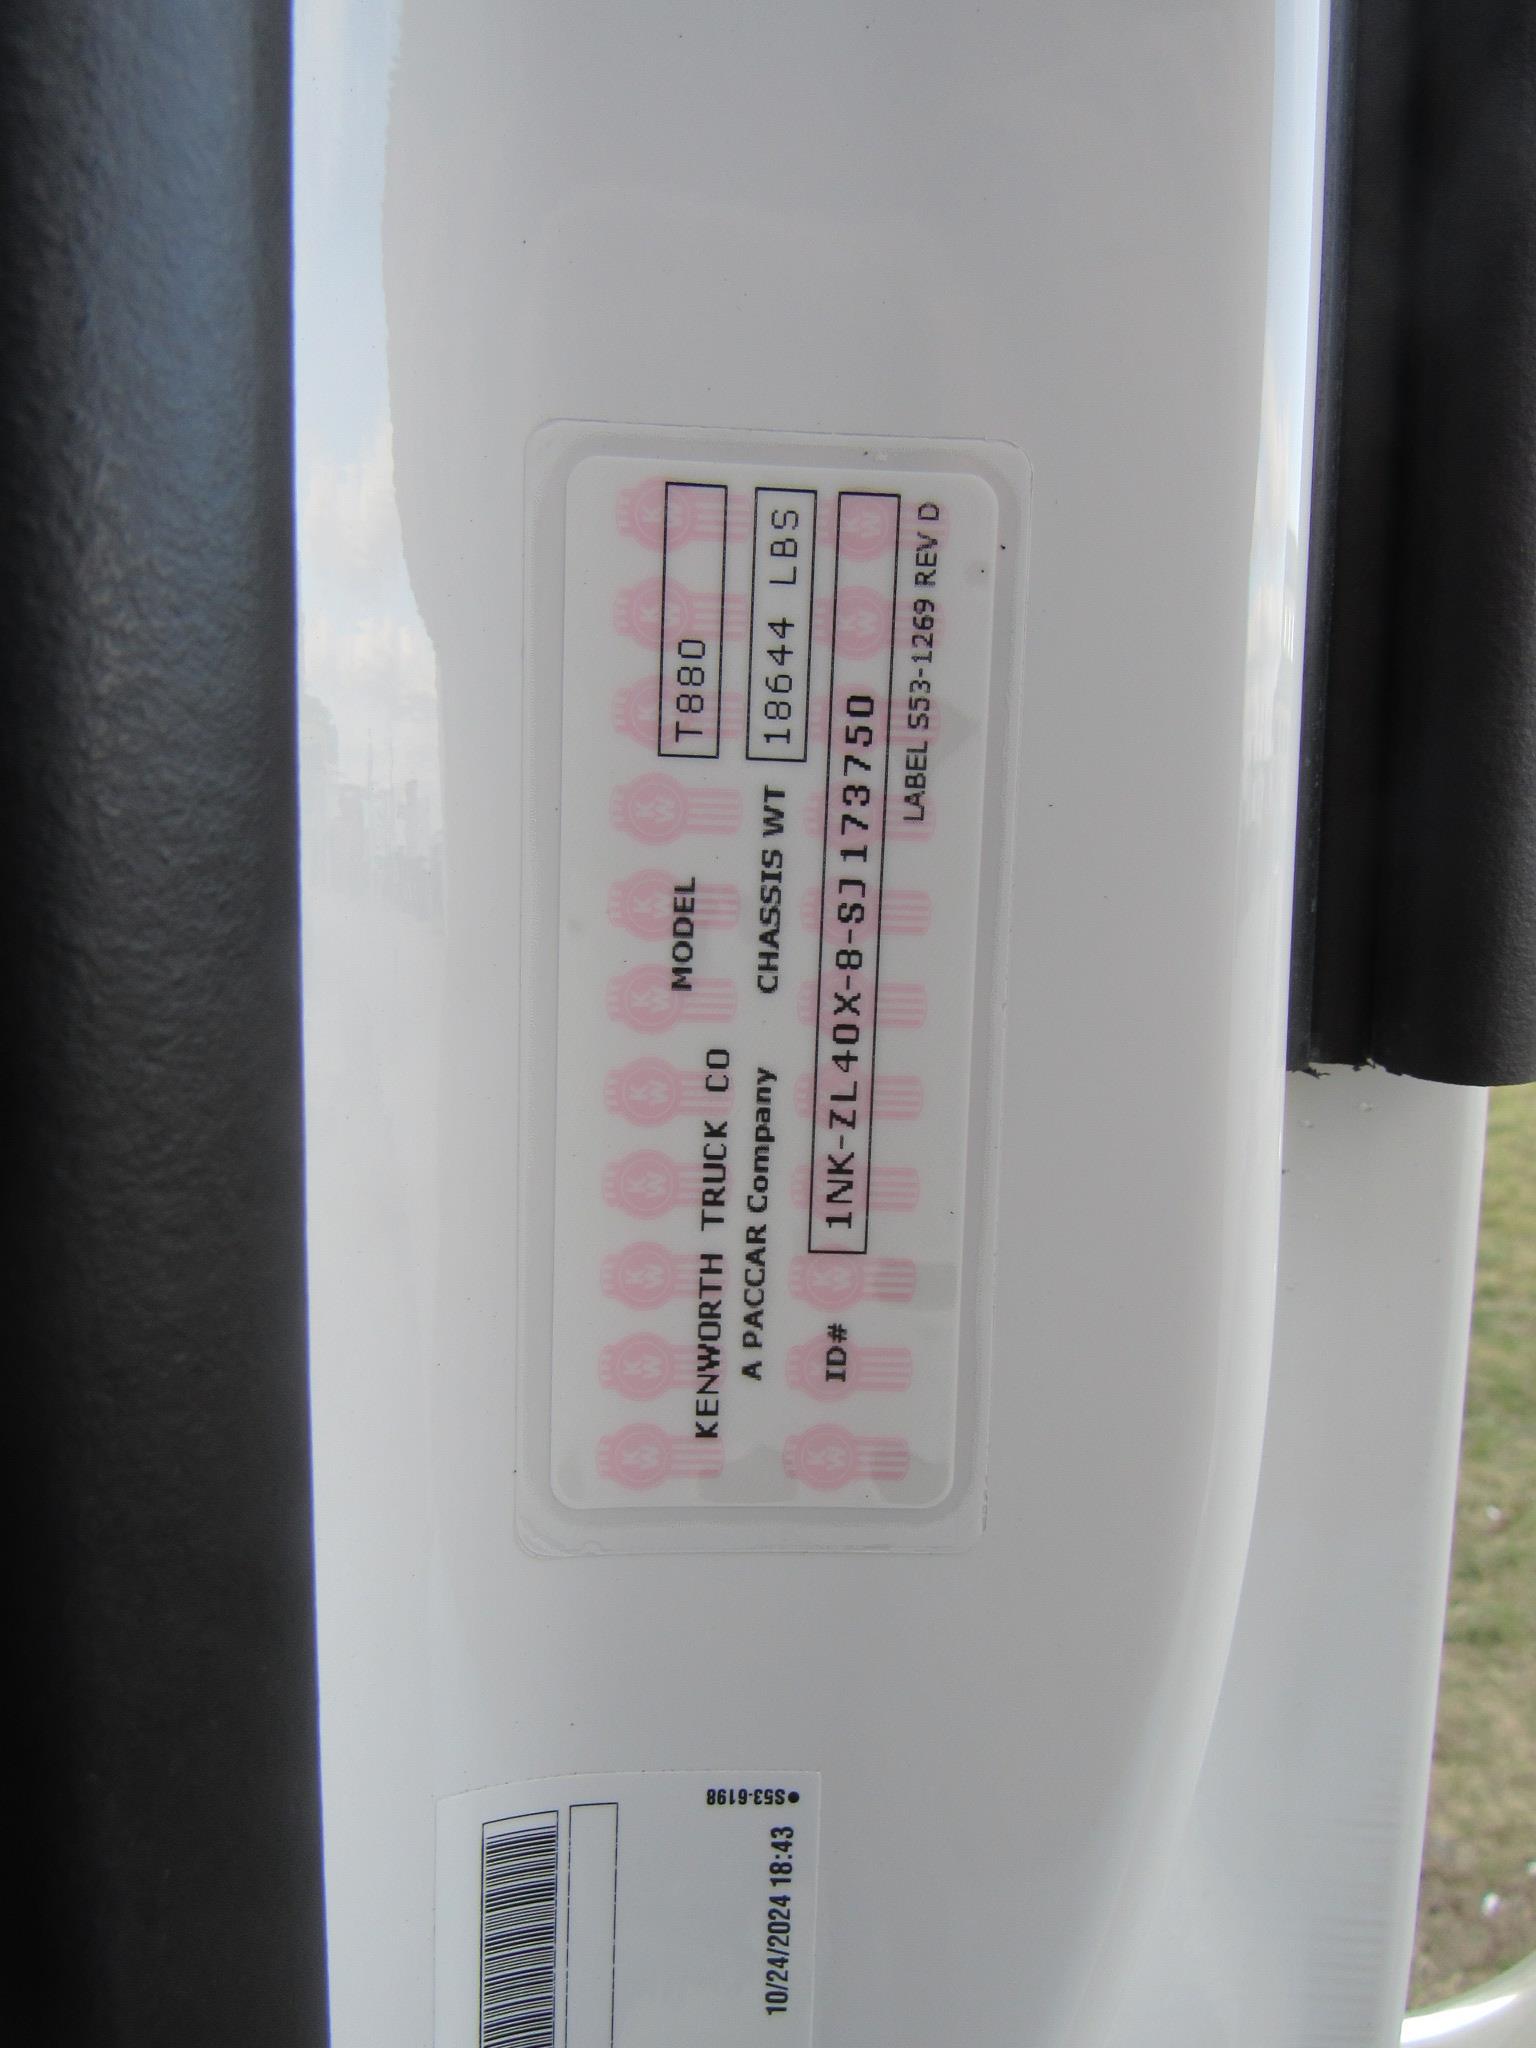 KENWORTH TRUCK CO
MODEL
T880
A PACCAR Company
CHASSIS WT
18644 LBS
ID#
1NK-ZL40X-8-SJ173750
LABEL S53-1269 REV D
S53-6198
10/24/2024 18:43